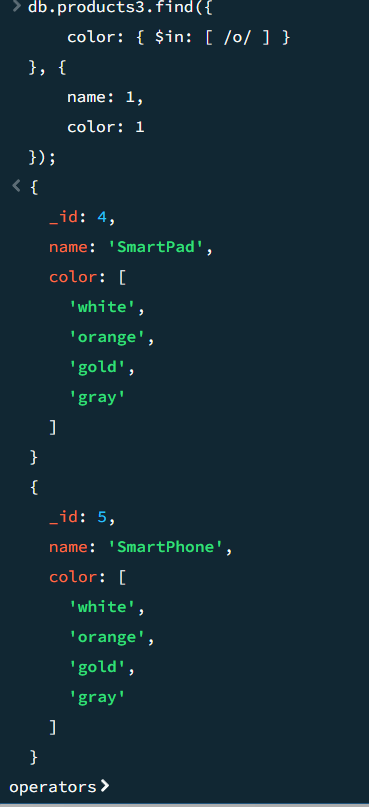 > db.products3.find({
color: { $in: [ /o/ ] }
}, {
name: 1,
color: 1
});
< {
_id: 4,
name: 'SmartPad',
color: [
'white',
'orange',
'gold',
'gray'
]
}
{
_id: 5,
name: 'SmartPhone',
color: [
'white',
'orange',
'gold',
'gray'
]
}
operators>